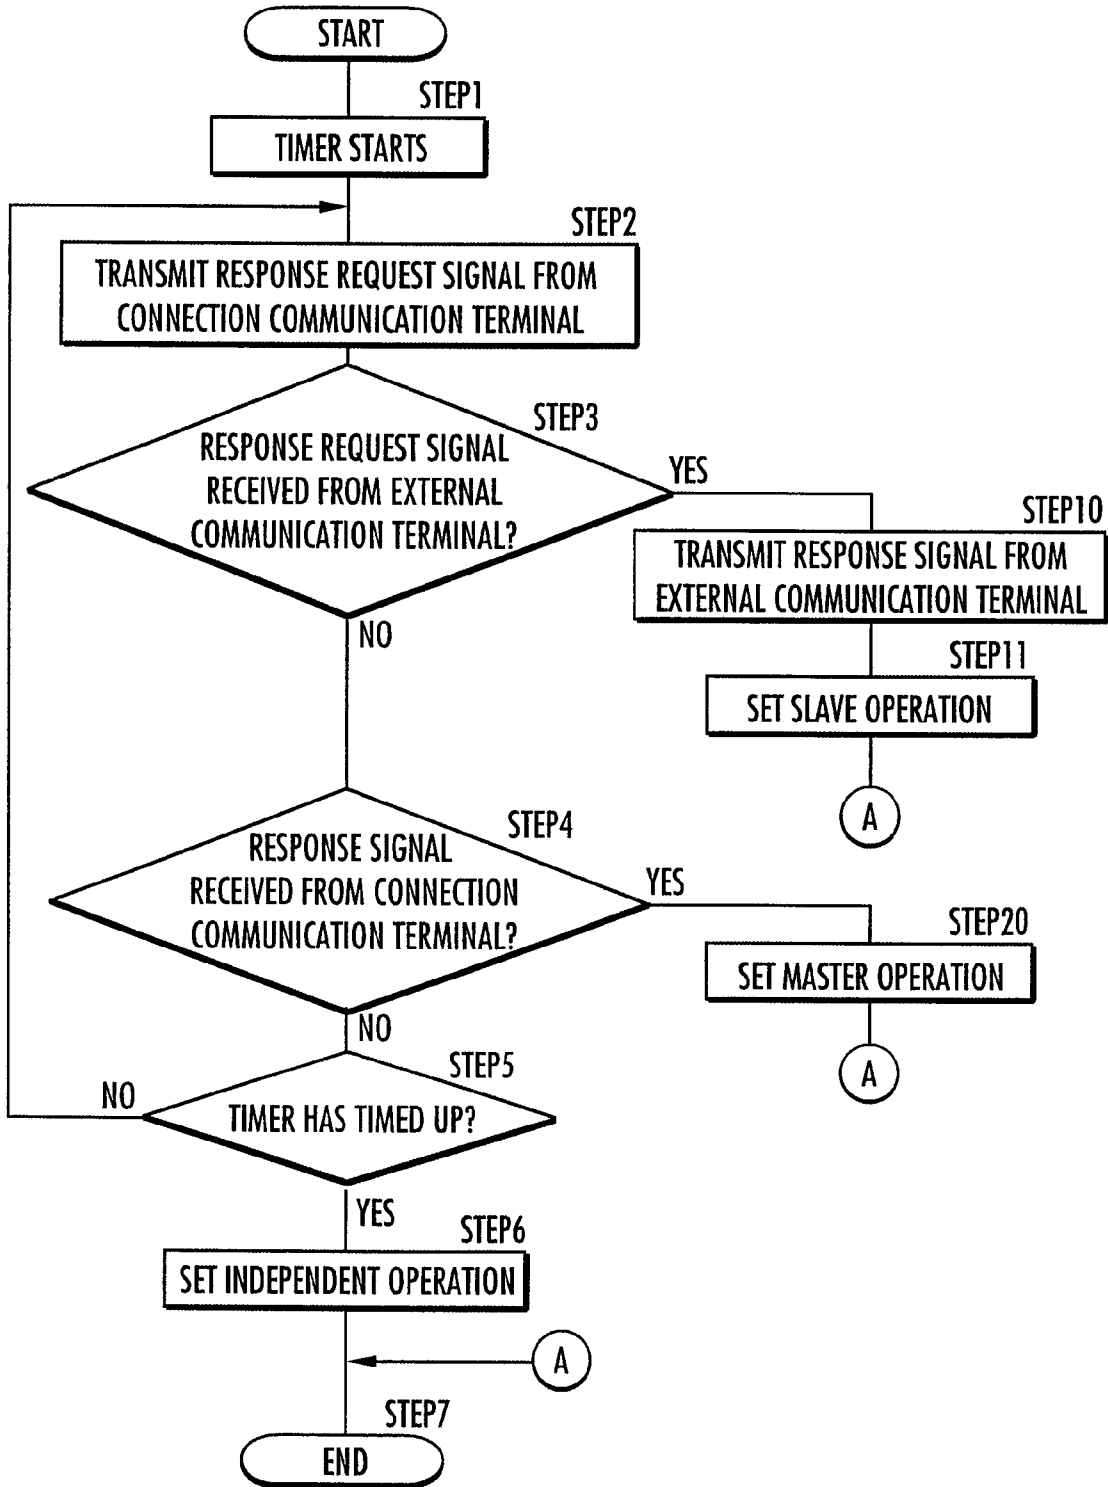 START
STEP1
TIMER STARTS
STEP2
TRANSMIT RESPONSE REQUEST SIGNAL FROM
CONNECTION COMMUNICATION TERMINAL
STEP3
RESPONSE REQUEST SIGNAL
RECEIVED FROM EXTERNAL
COMMUNICATION TERMINAL?
YES
NO
STEP10
TRANSMIT RESPONSE SIGNAL FROM
EXTERNAL COMMUNICATION TERMINAL
STEP11
SET SLAVE OPERATION
A
STEP4
RESPONSE SIGNAL
RECEIVED FROM CONNECTION
COMMUNICATION TERMINAL?
YES
NO
STEP20
SET MASTER OPERATION
A
STEP5
TIMER HAS TIMED UP?
NO
YES
STEP6
SET INDEPENDENT OPERATION
A
STEP7
END